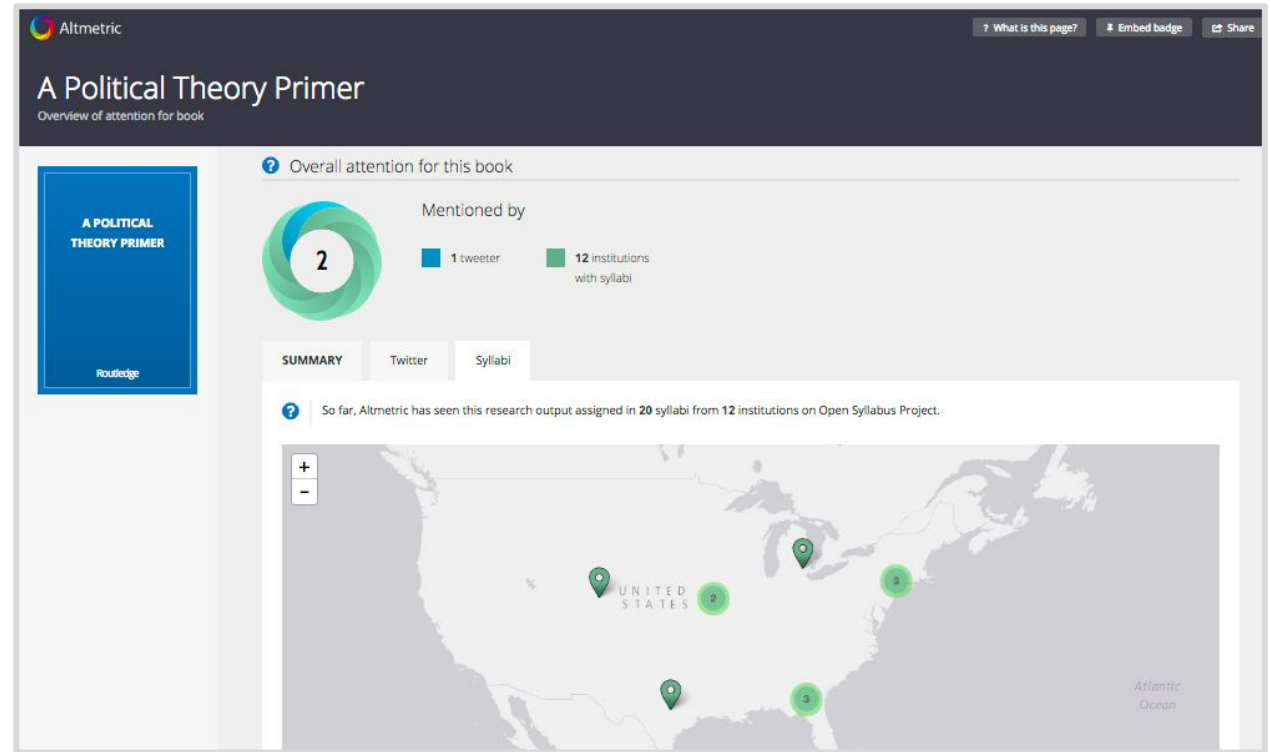 Altmetric
? What is this page?
Embed badge
Share
A Political Theory Primer
Overview of attention for book
A POLITICAL
THEORY PRIMER
Routledge
? Overall attention for this book
2
Mentioned by
1 tweeter
12 institutions
with syllabi
SUMMARY
Twitter
Syllabi
? So far, Altmetric has seen this research output assigned in 20 syllabi from 12 institutions on Open Syllabus Project.
+
−
UNITED
STATES
2
3
3
Atlantic
Ocean